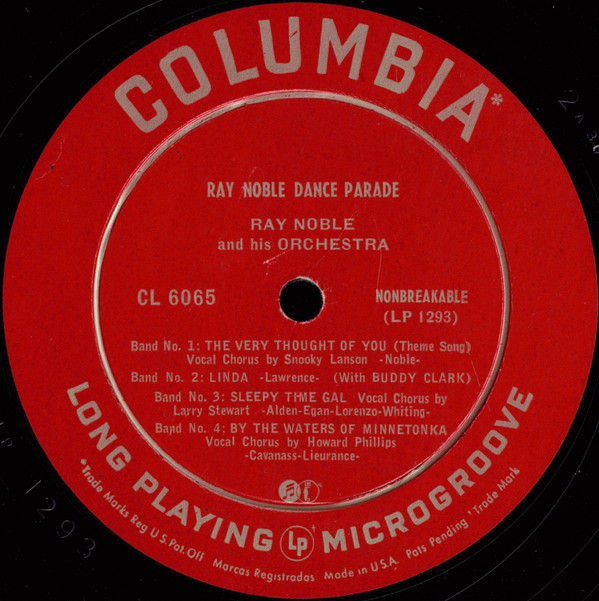 COLUMBIA*
RAY NOBLE DANCE PARADE
RAY NOBLE
and his ORCHESTRA
CL 6065
NONBREAKABLE
(LP 1293)
Band No. 1: THE VERY THOUGHT OF YOU (Theme Song)
Vocal Chorus by Snooky Lanson -Noble-
Band No. 2: LINDA -Lawrence- (With BUDDY CLARK)
Band No. 3: SLEEPY TIME GAL Vocal Chorus by
Larry Stewart -Alden-Egan-Lorenzo-Whiting-
Band No. 4: BY THE WATERS OF MINNETONKA
Vocal Chorus by Howard Phillips
-Cavanass-Lieurance-
LONG PLAYING LP MICROGROOVE
*Trade Marks Reg U.S. Pat. Off Marcas Registradas Made in U.S.A. Pats Pending *Trade Mark
LP 1293